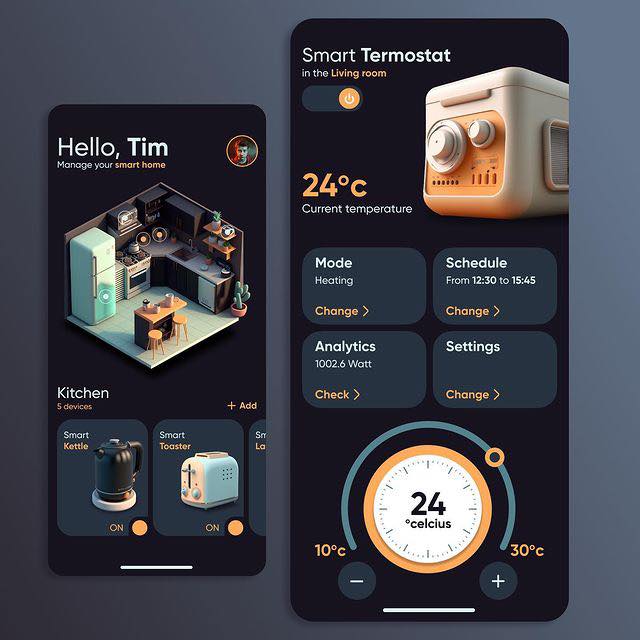 Hello, Tim
Manage your smart home
Kitchen
5 devices
+ Add
Smart
Kettle
ON
Smart
Toaster
ON
Smart Termostat
in the Living room
24°c
Current temperature
Mode
Heating
Change >
Schedule
From 12:30 to 15:45
Change >
Analytics
1002.6 Watt
Check >
Settings
Change >
24
°celcius
10°c
30°c